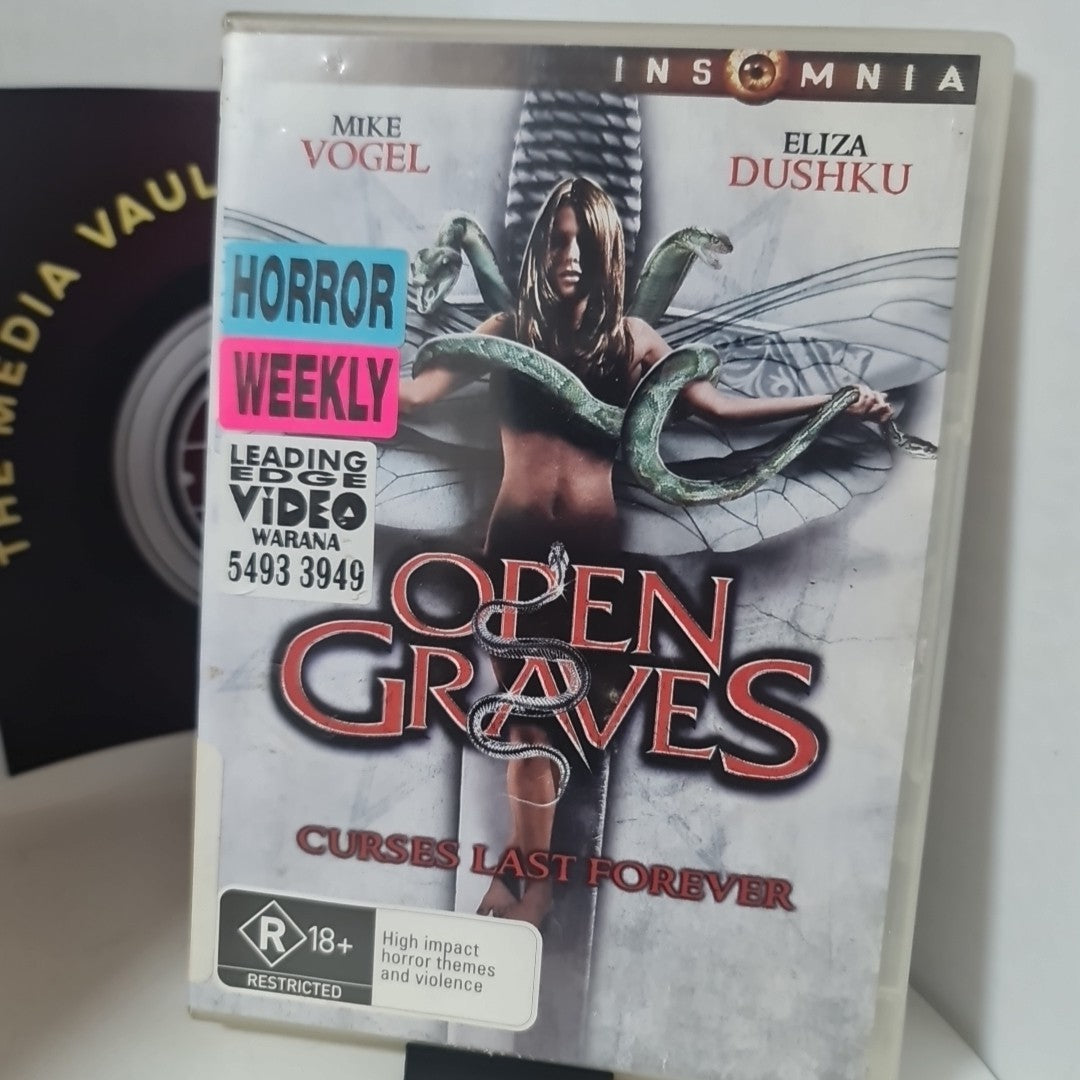 THE MEDIA VAUL
INSOMNIA
MIKE
VOGEL
ELIZA
DUSHKU
HORROR
WEEKLY
LEADING
EDGE
VIDEO
WARANA
5493 3949
OPEN
GRAVES
CURSES LAST FOREVER
R 18+
RESTRICTED
High impact
horror themes
and violence